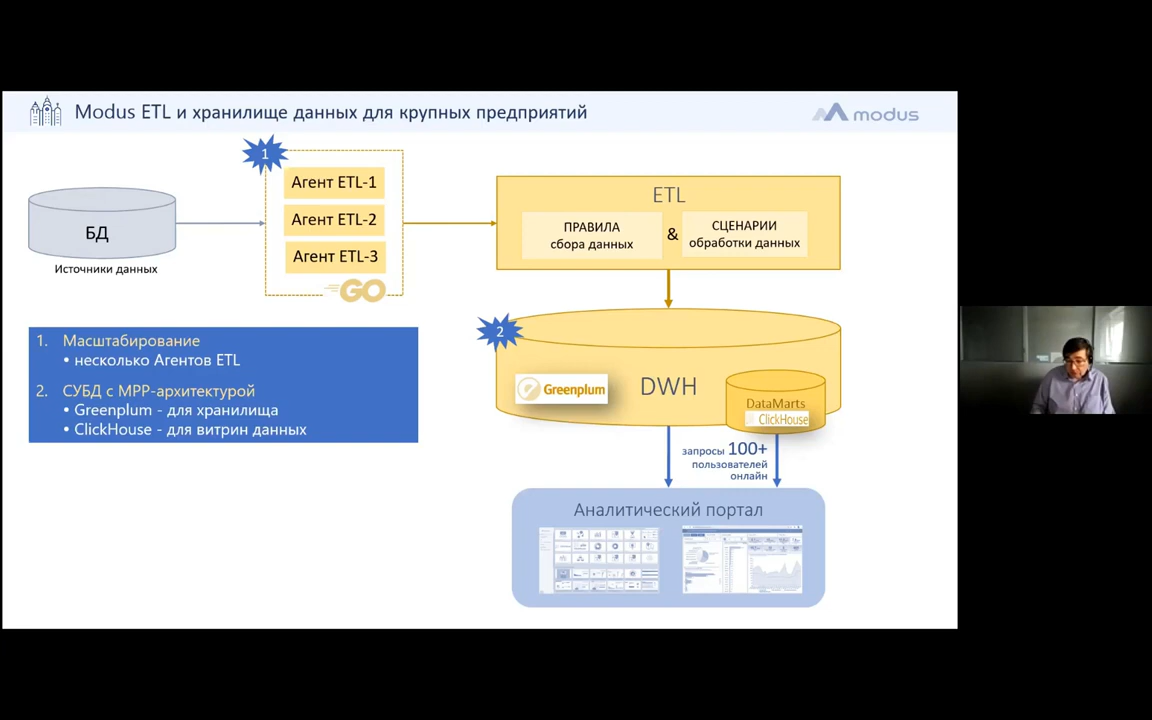 Modus ETL и хранилище данных для крупных предприятий
modus
1
Агент ETL-1
Агент ETL-2
Агент ETL-3
GO
БД
Источники данных
ETL
ПРАВИЛА
сбора данных
&
СЦЕНАРИИ
обработки данных
1. Масштабирование
• несколько Агентов ETL
2. СУБД с MPP-архитектурой
• Greenplum - для хранилища
• ClickHouse - для витрин данных
2
Greenplum
DWH
DataMarts
ClickHouse
запросы 100+
пользователей
онлайн
Аналитический портал